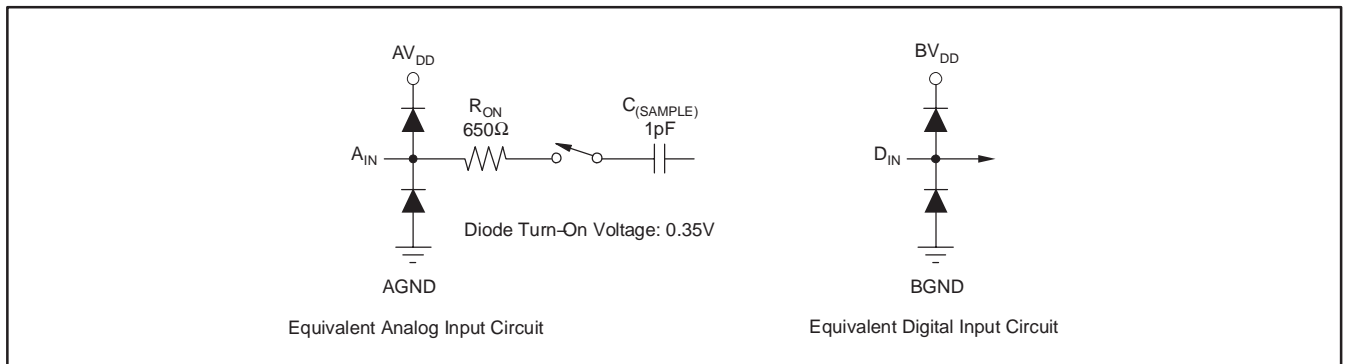 AV_DD
R_ON
650Ω
C_(SAMPLE)
1pF
A_IN
Diode Turn−On Voltage: 0.35V
AGND
Equivalent Analog Input Circuit
BV_DD
D_IN
BGND
Equivalent Digital Input Circuit